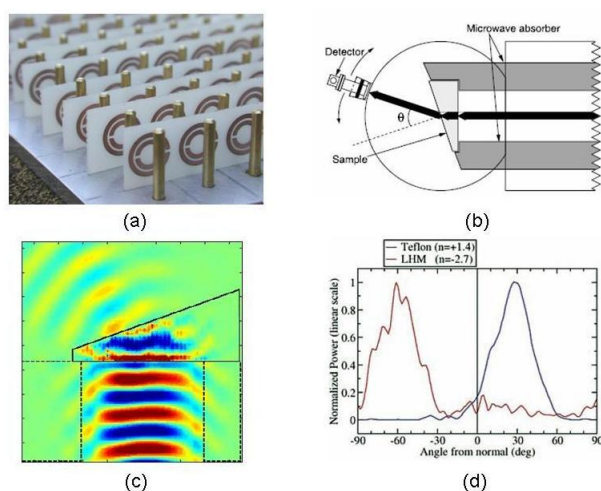 (a)
Microwave absorber
Detector
θ
Sample
(b)
(c)
Teflon (n=+1.4)
LHM (n=-2.7)
Normalized Power (linear scale)
1
0.8
0.6
0.4
0.2
0
-90 -60 -30 0 30 60 90
Angle from normal (deg)
(d)